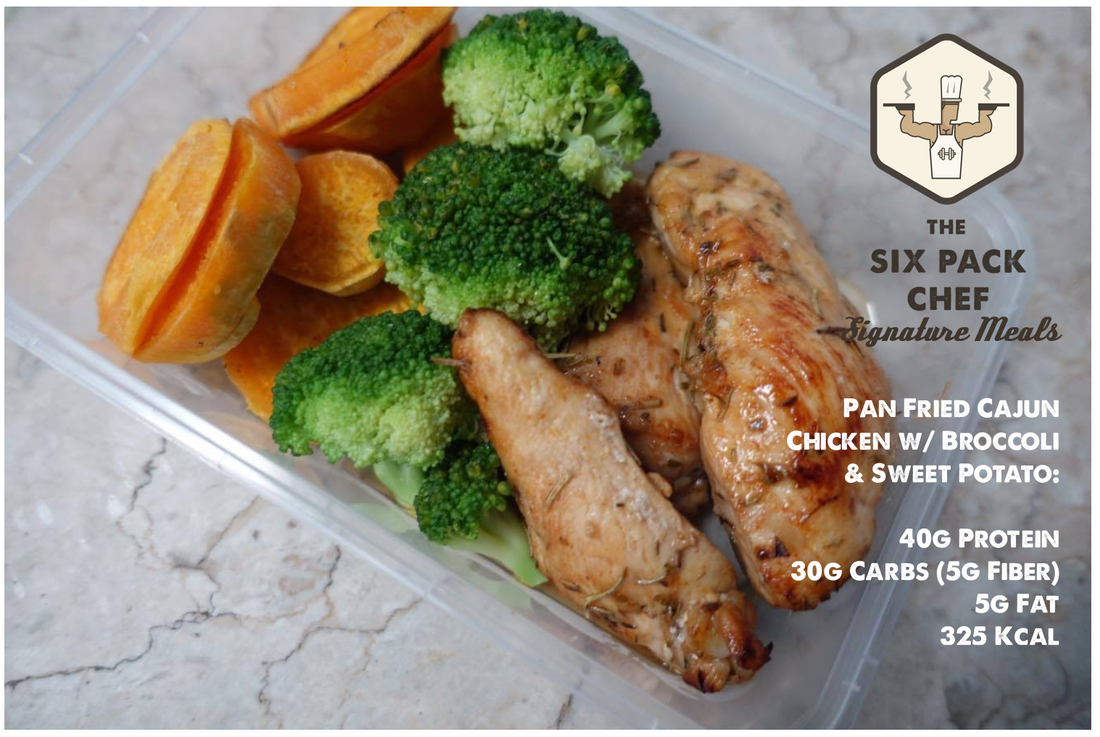 THE
SIX PACK
CHEF
Signature Meals
PAN FRIED CAJUN
CHICKEN W/ BROCCOLI
& SWEET POTATO:
40G PROTEIN
30G CARBS (5G FIBER)
5G FAT
325 KCAL